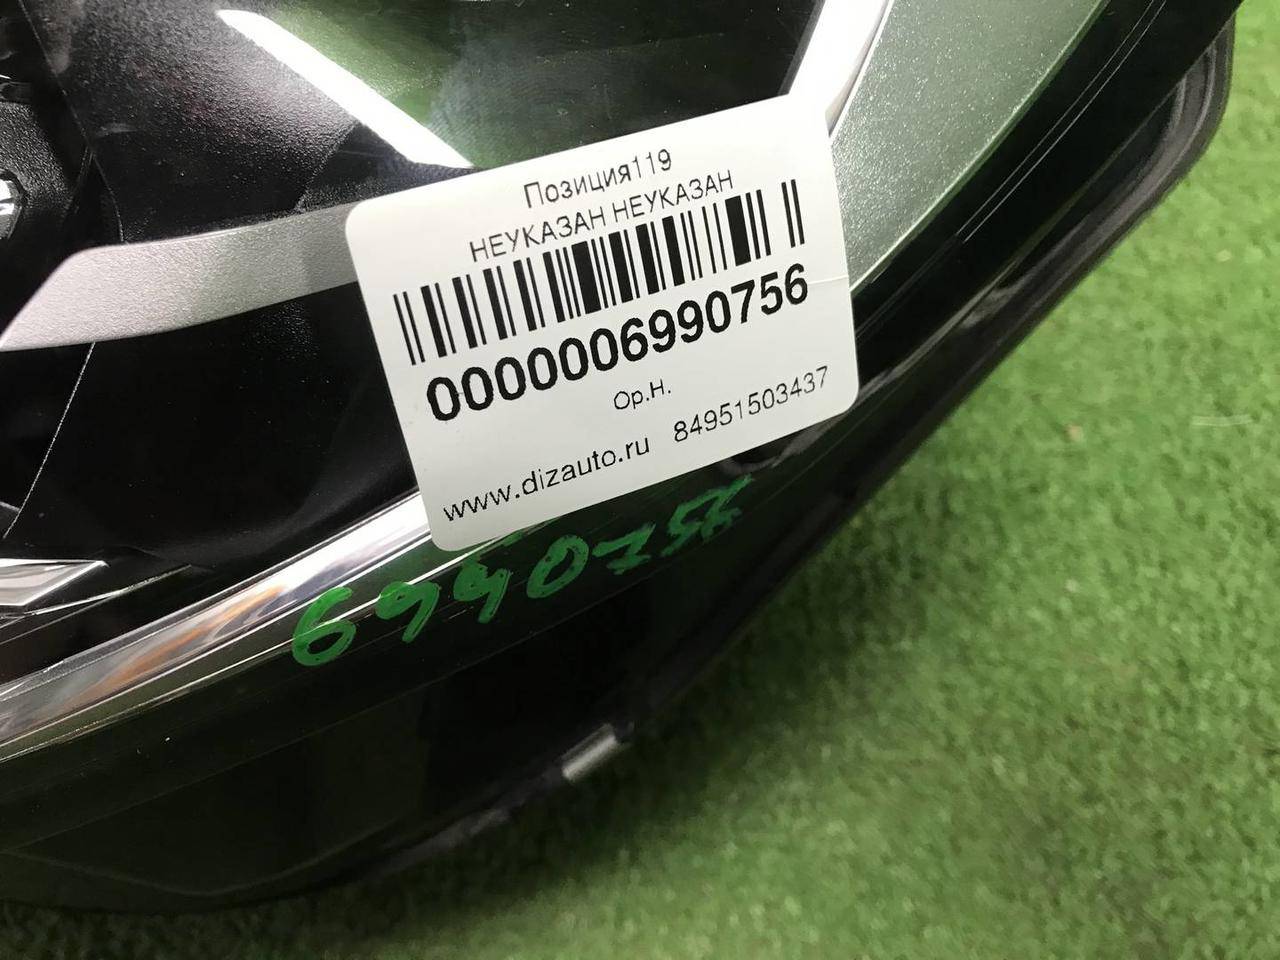 Позиция119
НЕУКАЗАН НЕУКАЗАН
0000006990756
Ор.Н.
www.dizauto.ru 84951503437
6990756